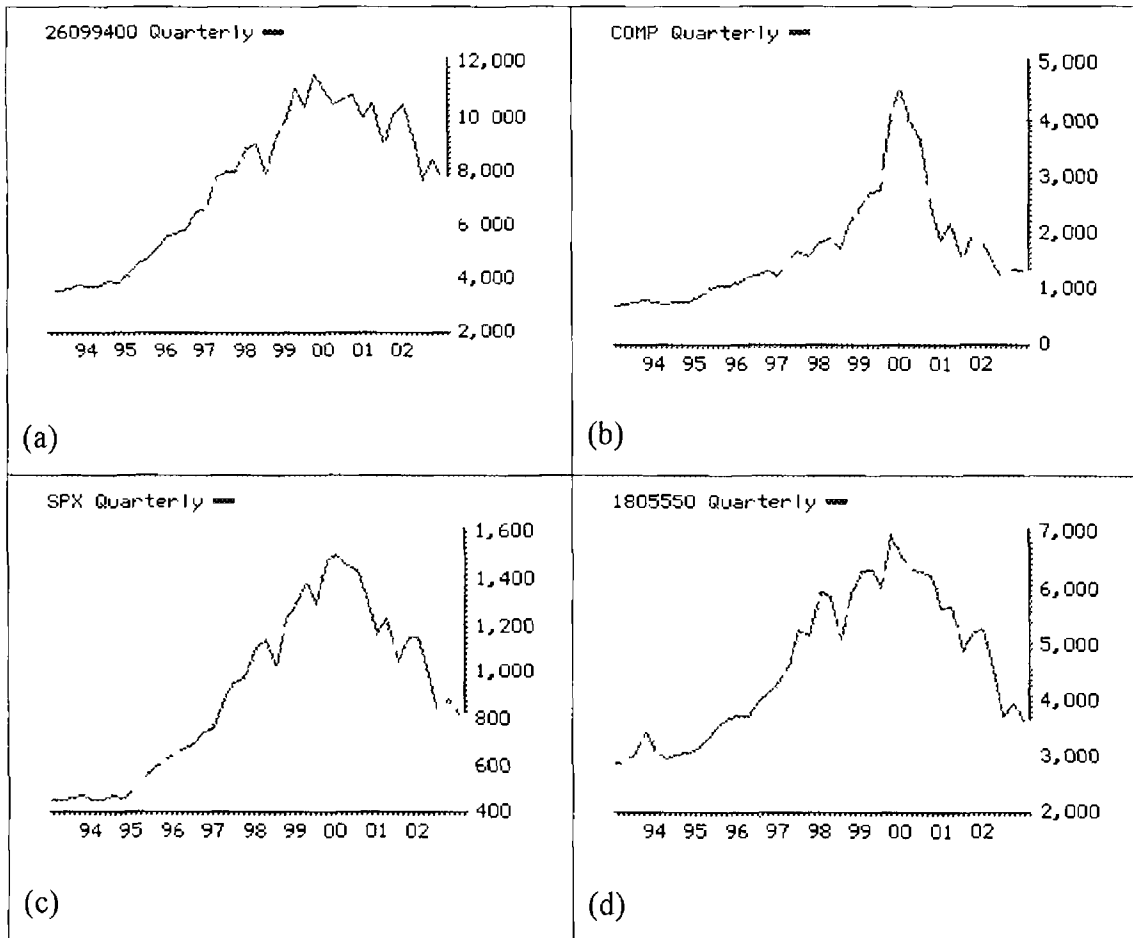 26099400 Quarterly
12,000
10 000
8,000
6 000
4,000
2,000
94 95 96 97 98 99 00 01 02
(a)
COMP Quarterly
5,000
4,000
3,000
2,000
1,000
0
94 95 96 97 98 99 00 01 02
(b)
SPX Quarterly
1,600
1,400
1,200
1,000
800
600
400
94 95 96 97 98 99 00 01 02
(c)
1805550 Quarterly
7,000
6,000
5,000
4,000
3,000
2,000
94 95 96 97 98 99 00 01 02
(d)